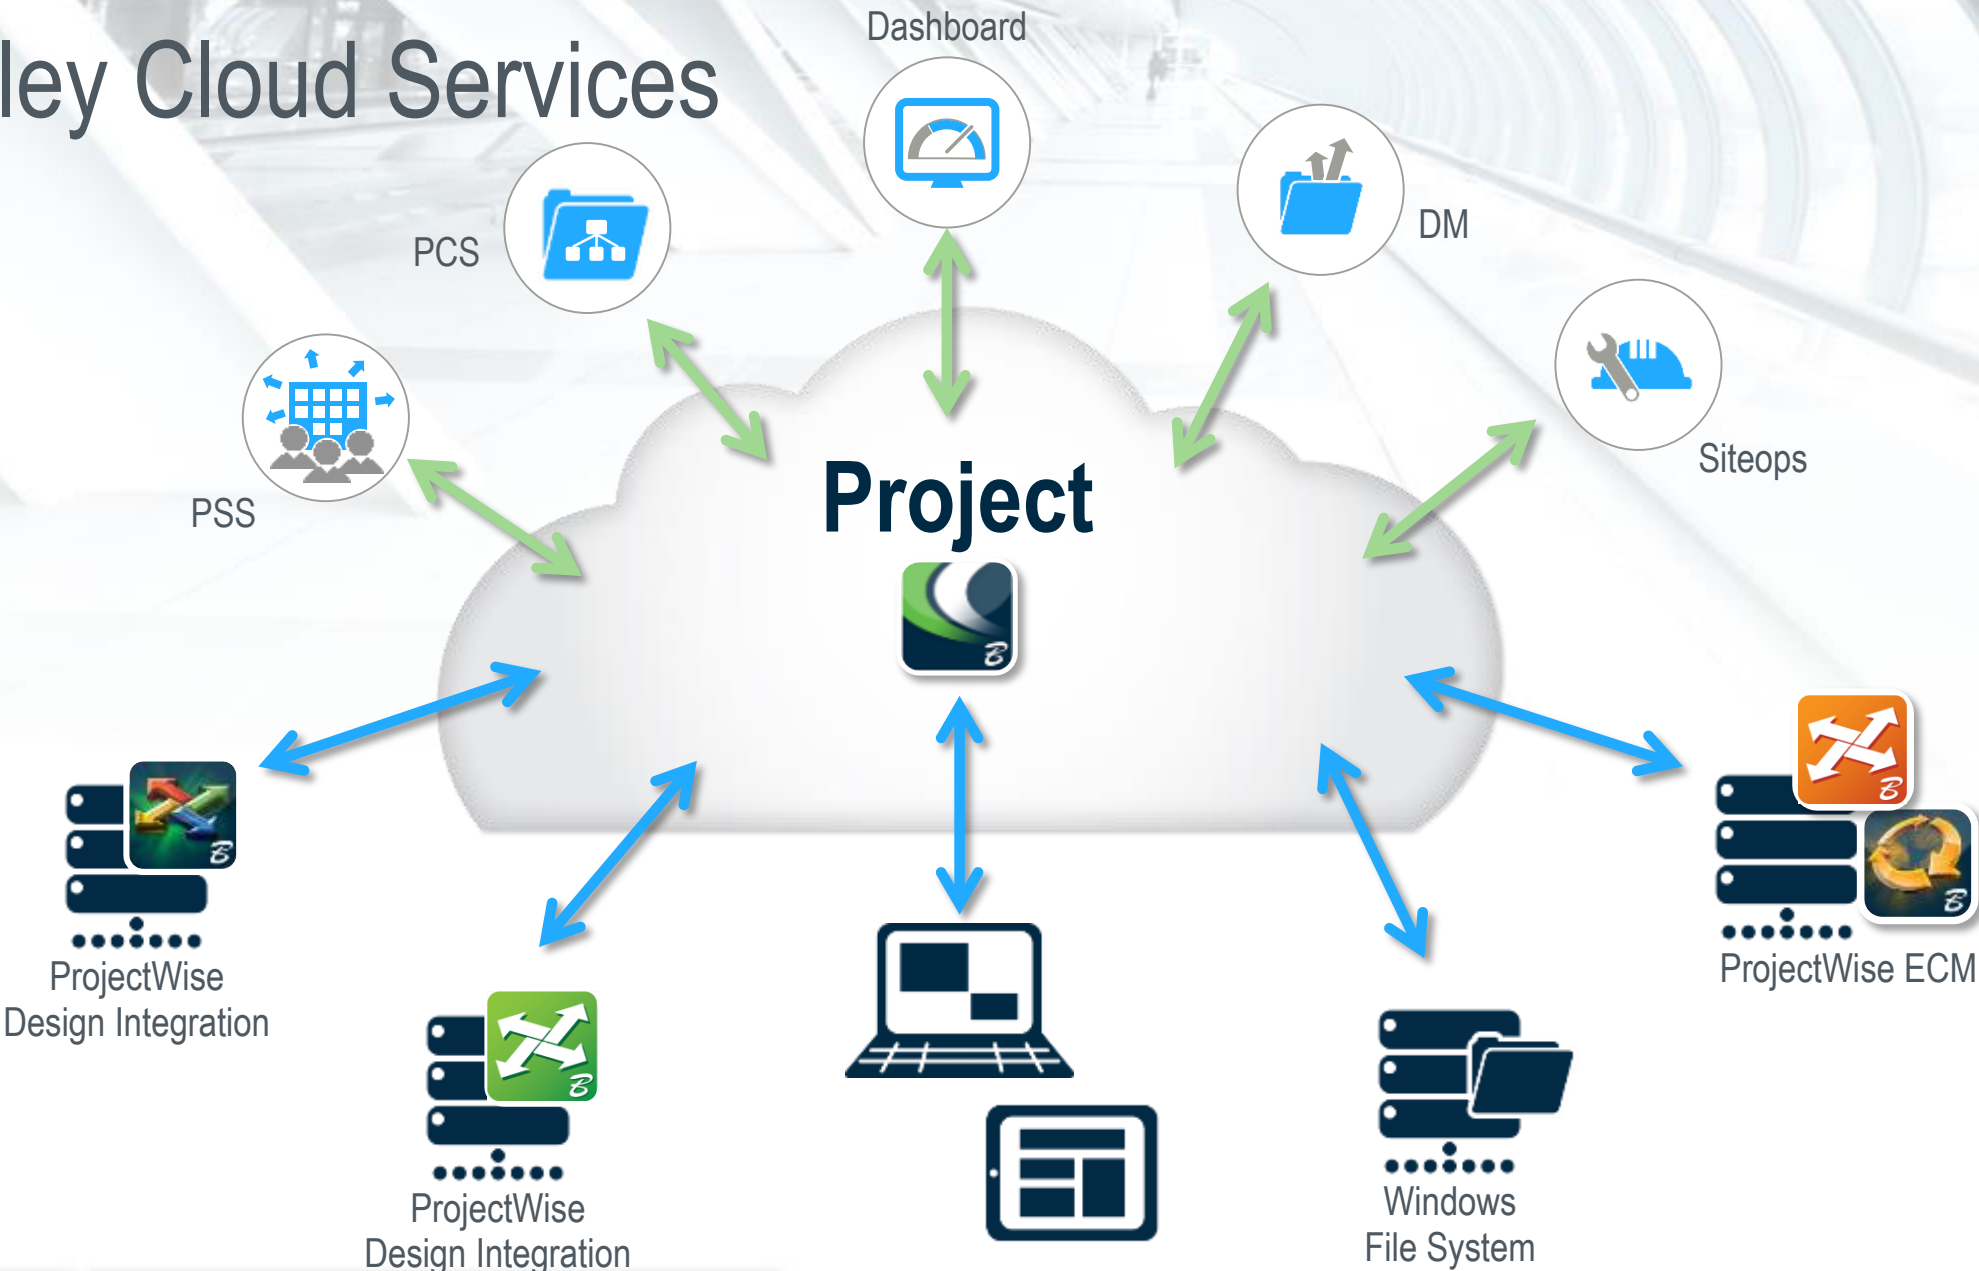 ley Cloud Services
Dashboard
PCS
DM
PSS
Siteops
Project
B
B
B
B
B
ProjectWise
Design Integration
ProjectWise ECM
ProjectWise
Design Integration
Windows
File System